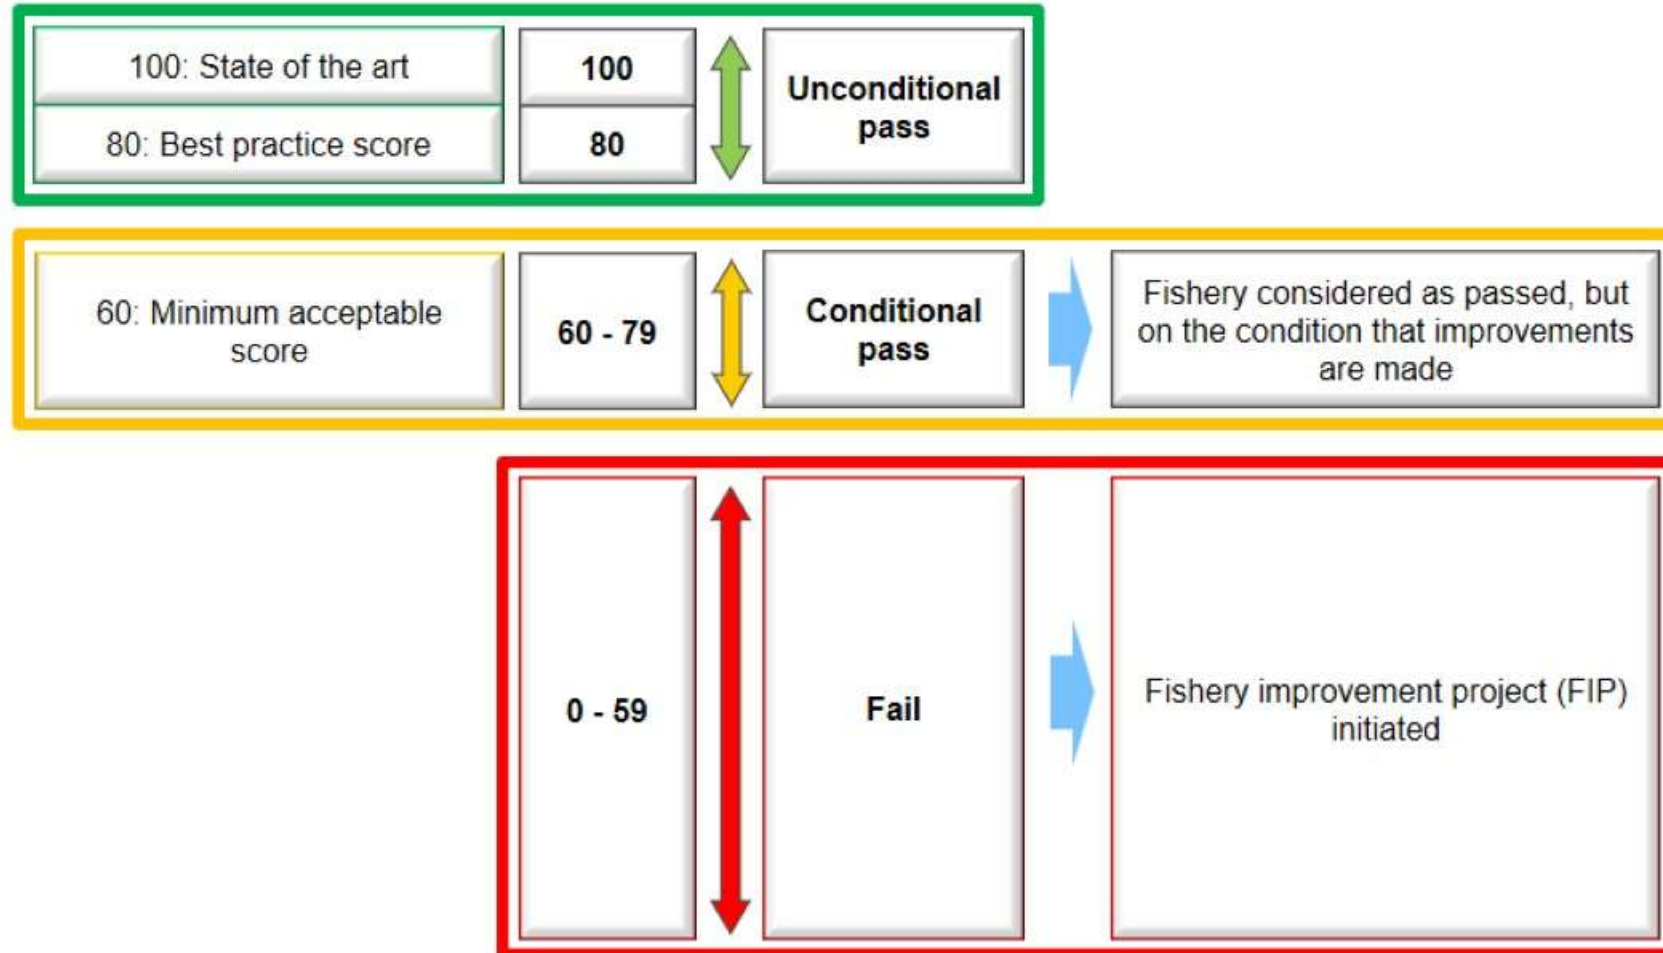 100: State of the art
100
Unconditional
pass
80: Best practice score
80
60: Minimum acceptable
score
60 - 79
Conditional
pass
Fishery considered as passed, but
on the condition that improvements
are made
0 - 59
Fail
Fishery improvement project (FIP)
initiated